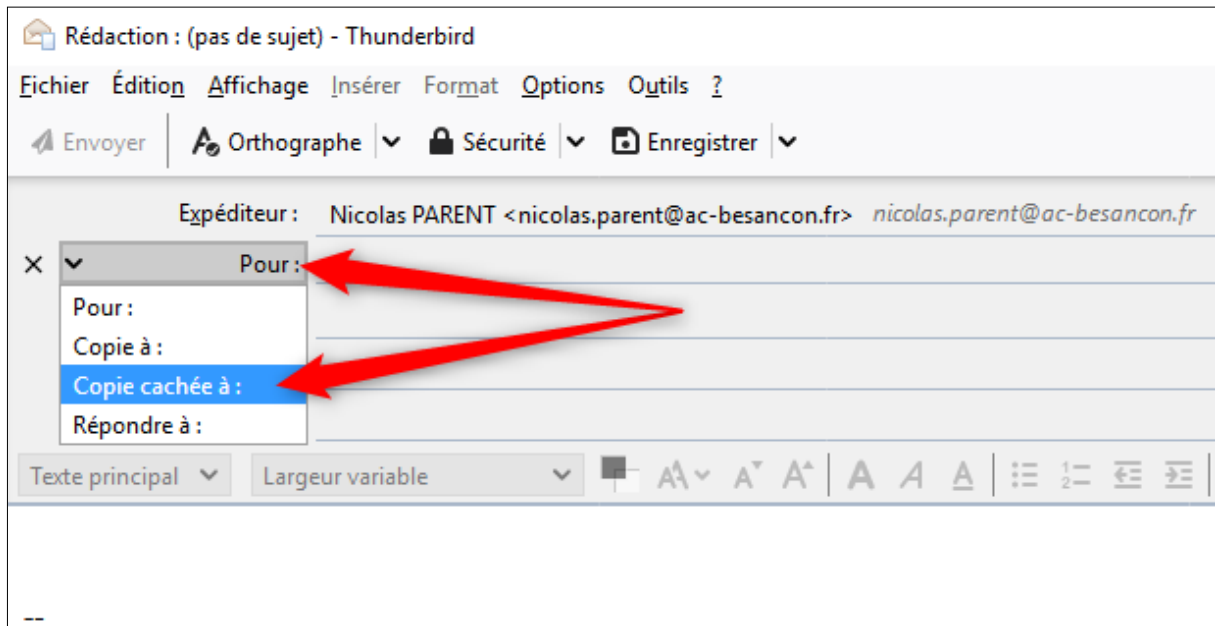 Rédaction : (pas de sujet) - Thunderbird
Fichier Édition Affichage Insérer Format Options Outils ?
Envoyer Orthographe Sécurité Enregistrer
Expéditeur : Nicolas PARENT <nicolas.parent@ac-besancon.fr> nicolas.parent@ac-besancon.fr
Pour :
Pour :
Copie à :
Copie cachée à :
Répondre à :
Texte principal Largeur variable
--